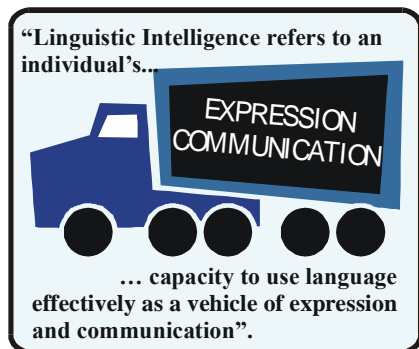 “Linguistic Intelligence refers to an
individual’s...
EXPRESSION
COMMUNICATION
… capacity to use language
effectively as a vehicle of expression
and communication”.